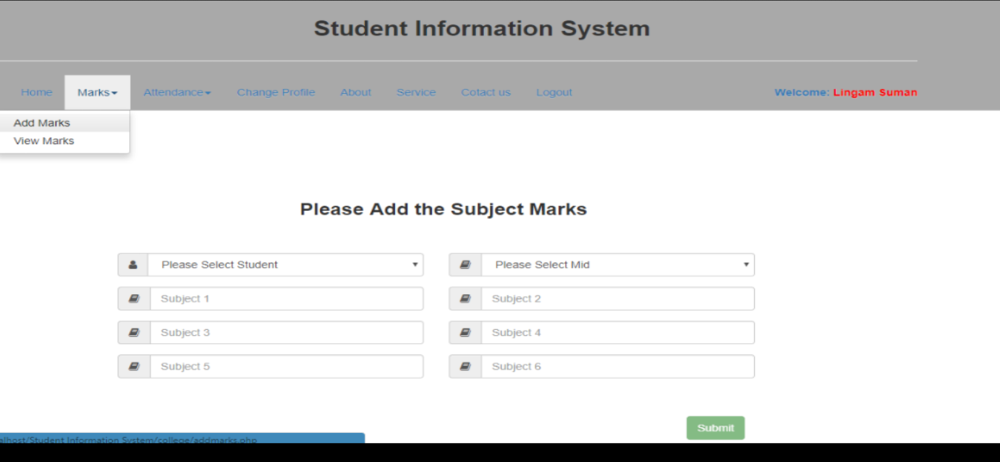 Student Information System
Home Marks Attendance Change Profile About Service Cotact us Logout Welcome: Lingam Suman
Add Marks
View Marks
Please Add the Subject Marks
Please Select Student Please Select Mid
Subject 1 Subject 2
Subject 3 Subject 4
Subject 5 Subject 6
Submit
alhost/Student Information System/college/addmarks.php